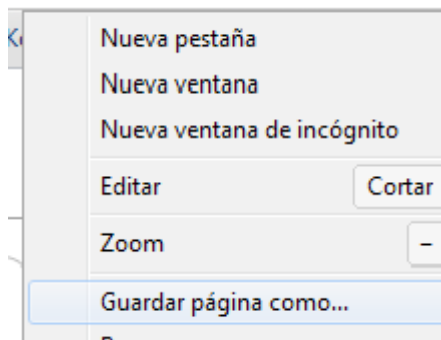 Nueva pestaña
Nueva ventana
Nueva ventana de incógnito
Editar Cortar
Zoom –
Guardar página como...